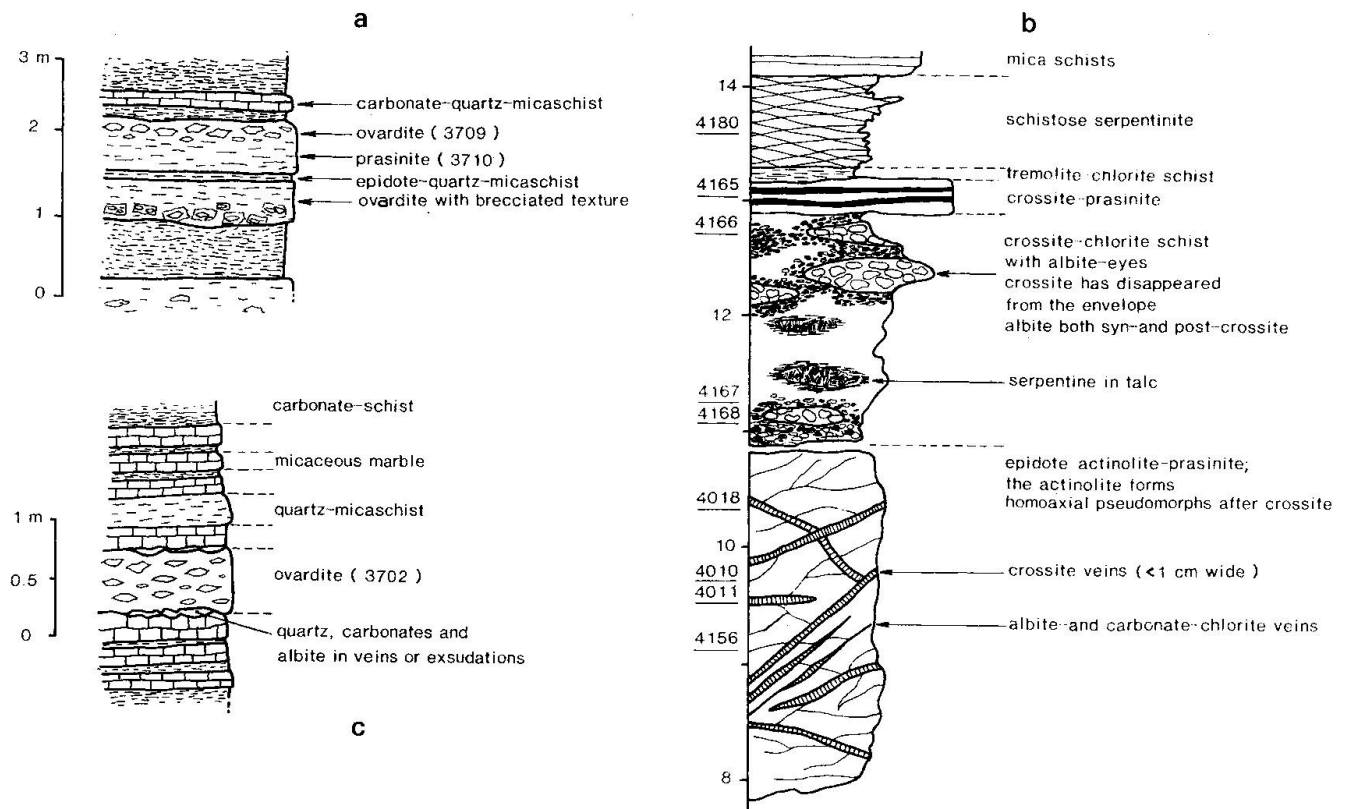 a
3 m
2
1
0
carbonate-quartz-micaschist
ovardite ( 3709)
prasinite ( 3710 )
epidote-quartz-micaschist
ovardite with brecciated texture
c
1 m
0.5
0
carbonate-schist
micaceous marble
quartz-micaschist
ovardite ( 3702 )
quartz, carbonates and
albite in veins or exsudations
b
14
12
10
8
4180
4165
4166
4167
4168
4018
4010
4011
4156
mica schists
schistose serpentinite
tremolite chlorite schist
crossite-prasinite
crossite-chlorite schist
with albite-eyes
crossite has disappeared
from the envelope
albite both syn-and post-crossite
serpentine in talc
epidote actinolite-prasinite;
the actinolite forms
homoaxial pseudomorphs after crossite
crossite veins (<1 cm wide )
albite-and carbonate-chlorite veins